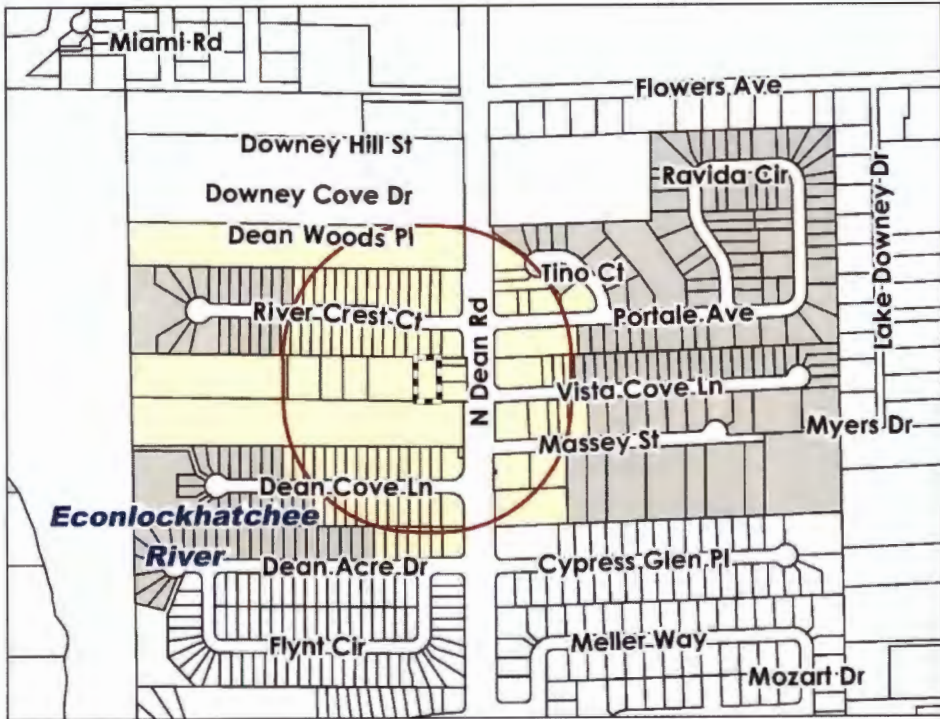 Miami Rd
Flowers Ave
Downey Hill St
Ravida Cir
Downey Cove Dr
Lake Downey Dr
Dean Woods Pl
Tino Ct
River Crest Ct
Portale Ave
N Dean Rd
Vista Cove Ln
Myers Dr
Massey St
Dean Cove Ln
Econlockhatchee
River
Dean Acre Dr
Cypress Glen Pl
Flynt Cir
Meller Way
Mozart Dr